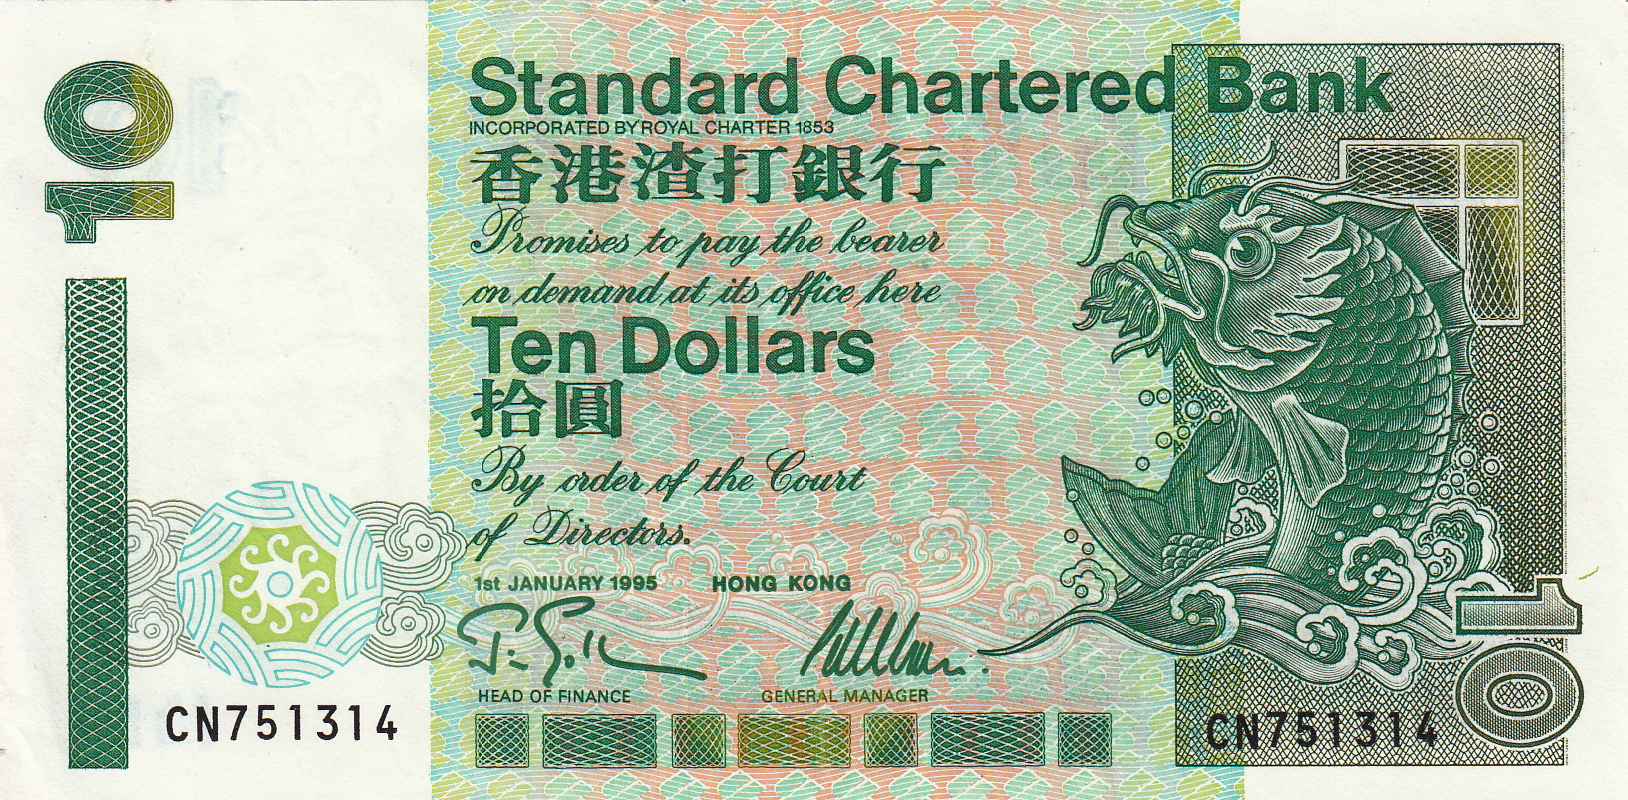 10
Standard Chartered Bank
INCORPORATED BY ROYAL CHARTER 1853
香港渣打銀行
Promises to pay the bearer
on demand at its office here
Ten Dollars
拾圓
By order of the Court
of Directors.
1st JANUARY 1995 HONG KONG
HEAD OF FINANCE GENERAL MANAGER
CN751314
CN751314
10